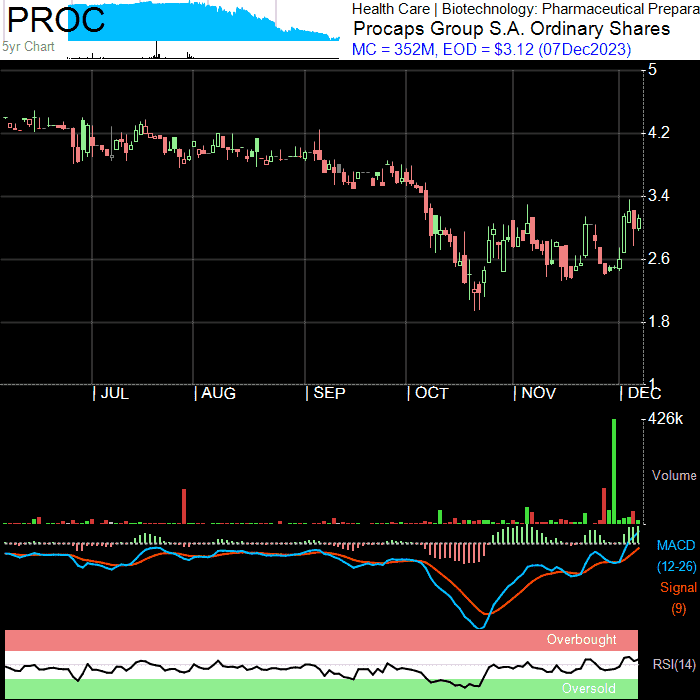 PROC
5yr Chart
Health Care | Biotechnology: Pharmaceutical Prepara
Procaps Group S.A. Ordinary Shares
MC = 352M, EOD = $3.12 (07Dec2023)
5
4.2
3.4
2.6
1.8
1
| JUL | AUG | SEP | OCT | NOV | DEC
426k
Volume
MACD
(12-26)
Signal
(9)
Overbought
RSI(14)
Oversold